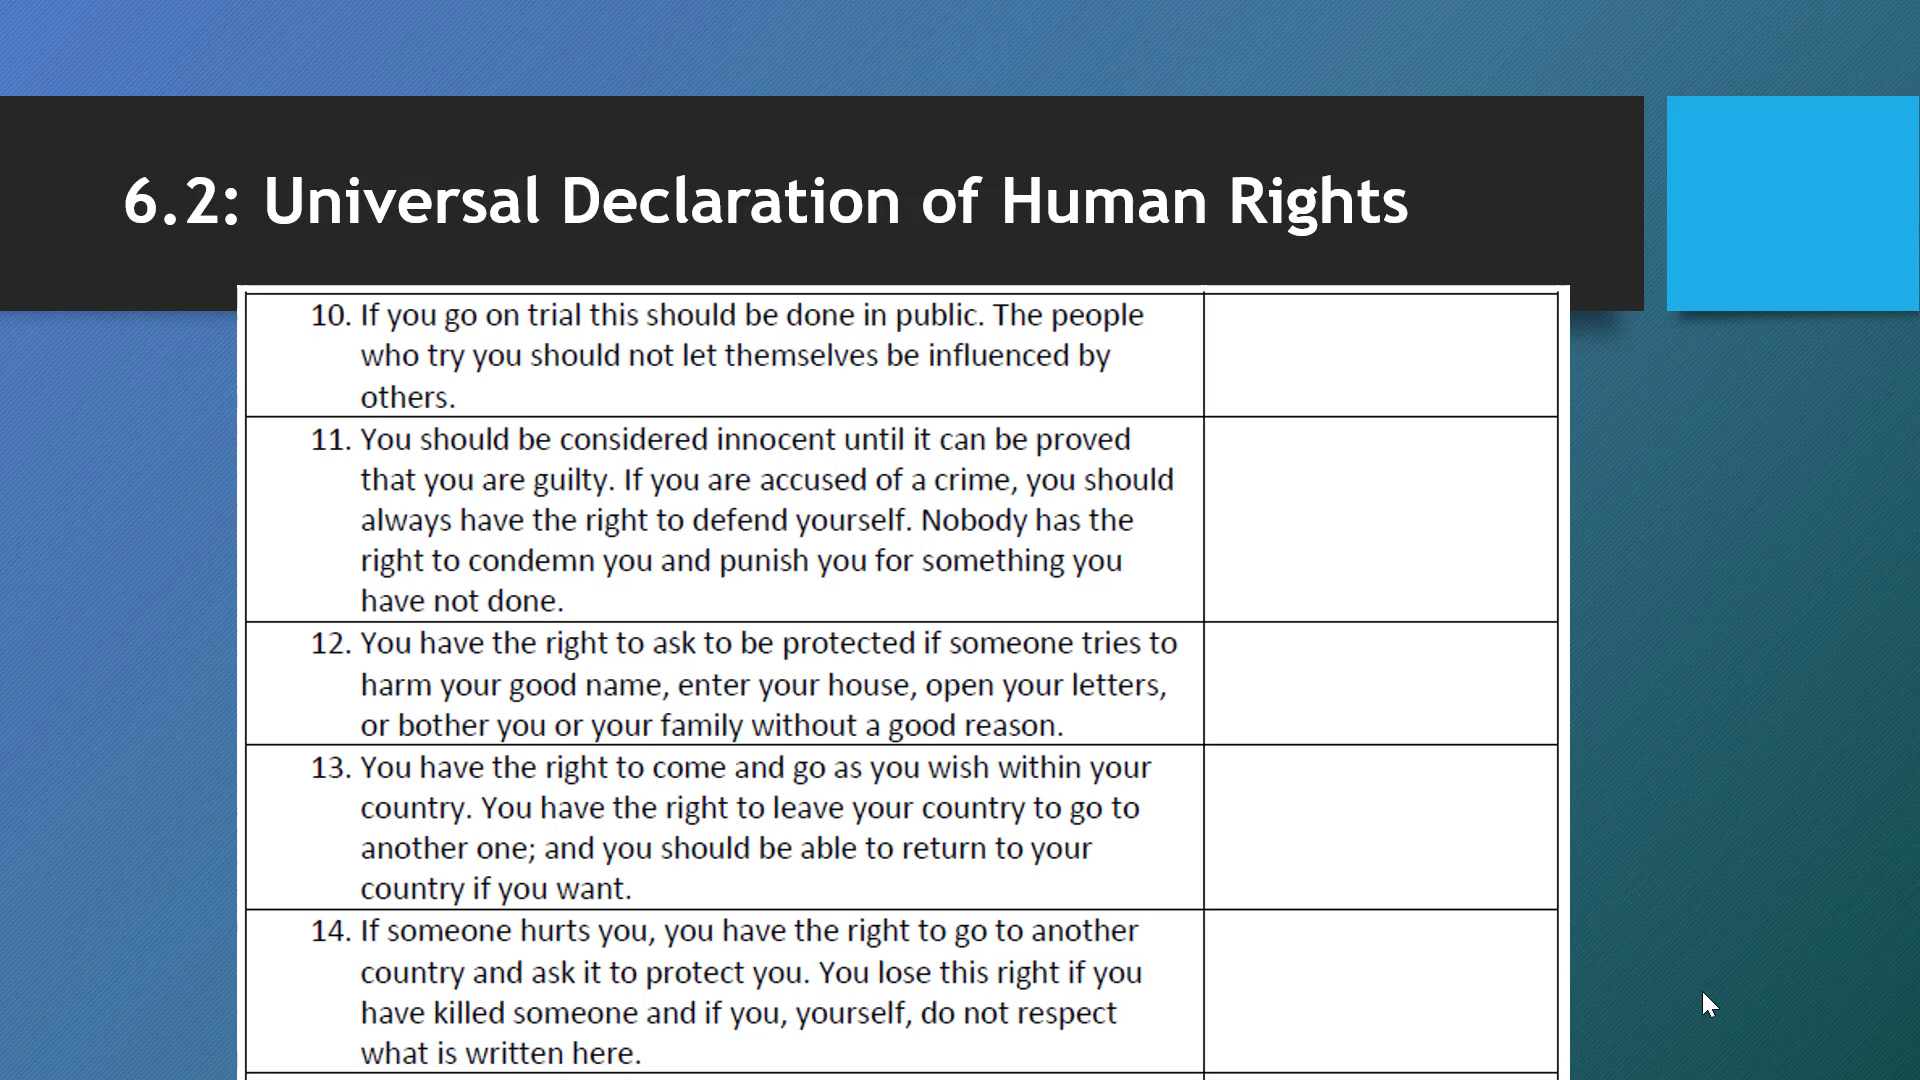 6.2: Universal Declaration of Human Rights
10. If you go on trial this should be done in public. The people
who try you should not let themselves be influenced by
others.
11. You should be considered innocent until it can be proved
that you are guilty. If you are accused of a crime, you should
always have the right to defend yourself. Nobody has the
right to condemn you and punish you for something you
have not done.
12. You have the right to ask to be protected if someone tries to
harm your good name, enter your house, open your letters,
or bother you or your family without a good reason.
13. You have the right to come and go as you wish within your
country. You have the right to leave your country to go to
another one; and you should be able to return to your
country if you want.
14. If someone hurts you, you have the right to go to another
country and ask it to protect you. You lose this right if you
have killed someone and if you, yourself, do not respect
what is written here.